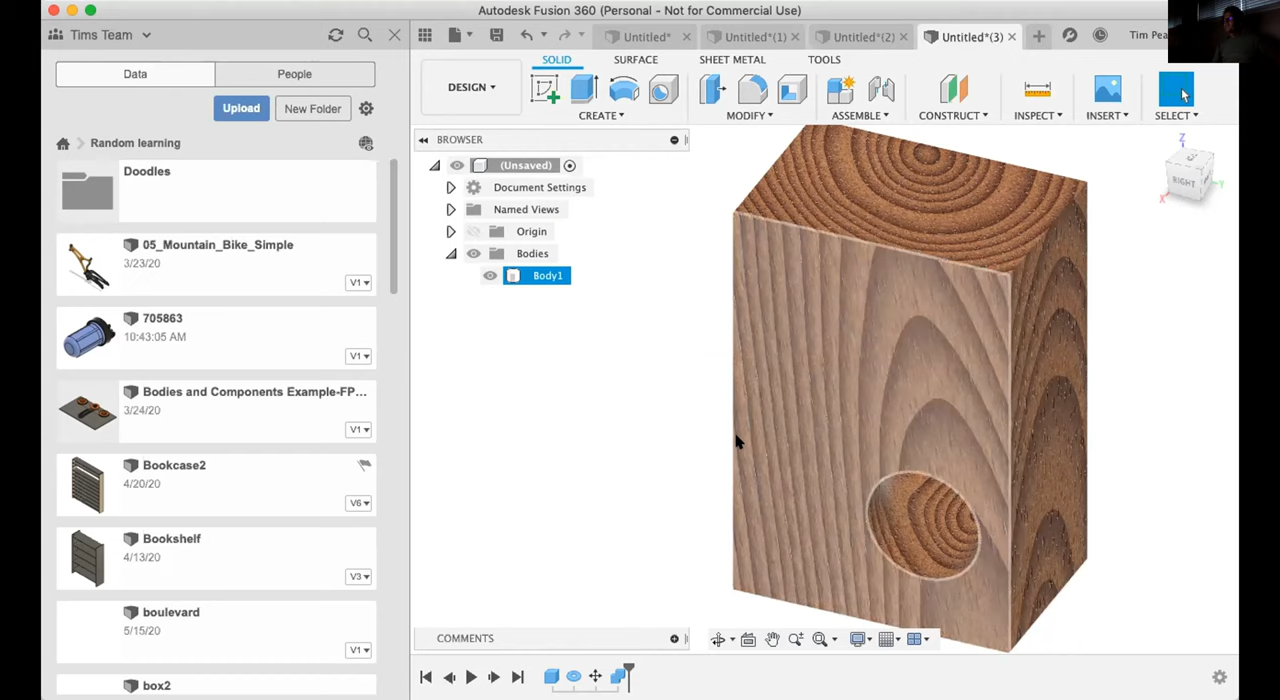 Autodesk Fusion 360 (Personal - Not for Commercial Use)
Tims Team
Untitled*
Untitled*(1)
Untitled*(2)
Untitled*(3)
Data
People
Upload
New Folder
Random learning
Doodles
05_Mountain_Bike_Simple
3/23/20
V1
705863
10:43:05 AM
V1
Bodies and Components Example-FP...
3/24/20
V1
Bookcase2
4/20/20
V6
Bookshelf
4/13/20
V3
boulevard
5/15/20
V1
box2
DESIGN
SOLID
SURFACE
SHEET METAL
TOOLS
CREATE
MODIFY
ASSEMBLE
CONSTRUCT
INSPECT
INSERT
SELECT
BROWSER
(Unsaved)
Document Settings
Named Views
Origin
Bodies
Body1
Z
RIGHT
X
Y
COMMENTS